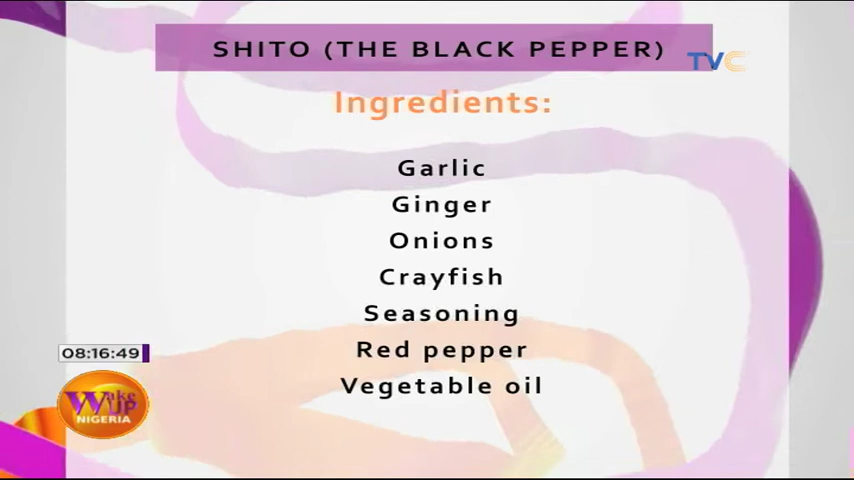 SHITO (THE BLACK PEPPER)
TVC
Ingredients:
Garlic
Ginger
Onions
Crayfish
Seasoning
Red pepper
Vegetable oil
08:16:49
Wake
UP
NIGERIA